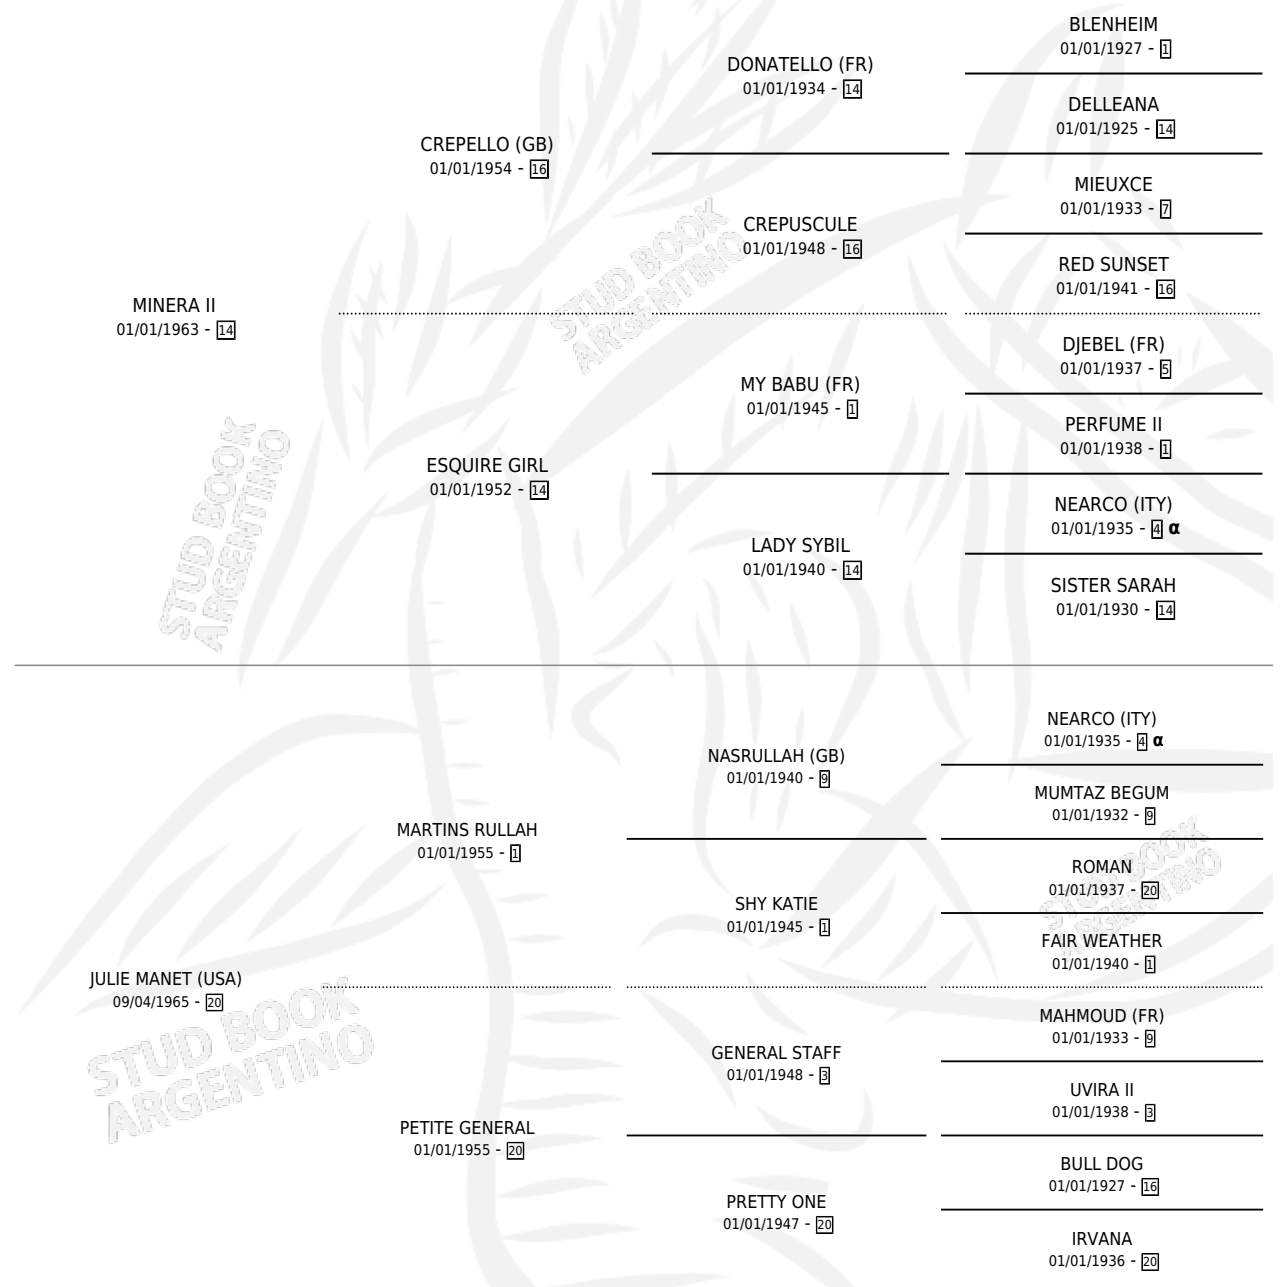 BLENHEIM
01/01/1927 - 1
DONATELLO (FR)
01/01/1934 - 14
DELLEANA
01/01/1925 - 14
CREPELLO (GB)
01/01/1954 - 16
MIEUXCE
01/01/1933 - 7
CREPUSCULE
01/01/1948 - 16
RED SUNSET
01/01/1941 - 16
MINERA II
01/01/1963 - 14
DJEBEL (FR)
01/01/1937 - 5
MY BABU (FR)
01/01/1945 - 1
PERFUME II
01/01/1938 - 1
ESQUIRE GIRL
01/01/1952 - 14
NEARCO (ITY)
01/01/1935 - 4 α
LADY SYBIL
01/01/1940 - 14
SISTER SARAH
01/01/1930 - 14
NEARCO (ITY)
01/01/1935 - 4 α
NASRULLAH (GB)
01/01/1940 - 9
MUMTAZ BEGUM
01/01/1932 - 9
MARTINS RULLAH
01/01/1955 - 1
ROMAN
01/01/1937 - 20
SHY KATIE
01/01/1945 - 1
FAIR WEATHER
01/01/1940 - 1
JULIE MANET (USA)
09/04/1965 - 20
MAHMOUD (FR)
01/01/1933 - 9
GENERAL STAFF
01/01/1948 - 3
UVIRA II
01/01/1938 - 3
PETITE GENERAL
01/01/1955 - 20
BULL DOG
01/01/1927 - 16
PRETTY ONE
01/01/1947 - 20
IRVANA
01/01/1936 - 20
STUD BOOK
ARGENTINO
STUD BOOK
ARGENTINO
STUD BOOK
ARGENTINO
STUD BOOK
ARGENTINO